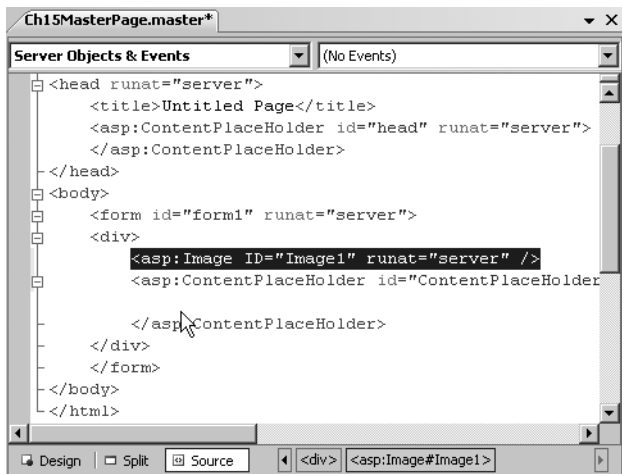 Ch15MasterPage.master*
Server Objects & Events (No Events)
<head runat="server">
<title>Untitled Page</title>
<asp:ContentPlaceHolder id="head" runat="server">
</asp:ContentPlaceHolder>
</head>
<body>
<form id="form1" runat="server">
<div>
<asp:Image ID="Image1" runat="server" />
<asp:ContentPlaceHolder id="ContentPlaceHolder
</asp:ContentPlaceHolder>
</div>
</form>
</body>
</html>
Design Split Source <div> <asp:Image#Image1>